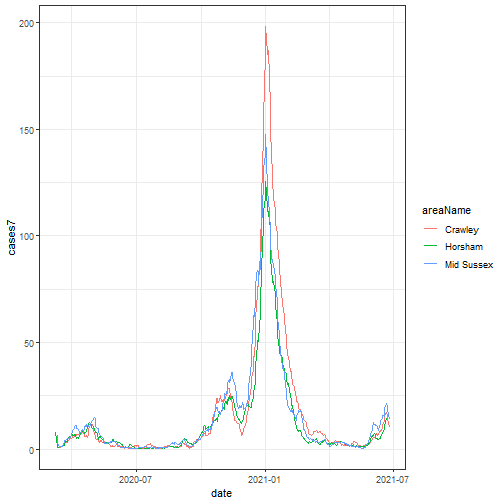 200
150
100
50
0
cases7
2020-07
2021-01
2021-07
date
areaName
Crawley
Horsham
Mid Sussex